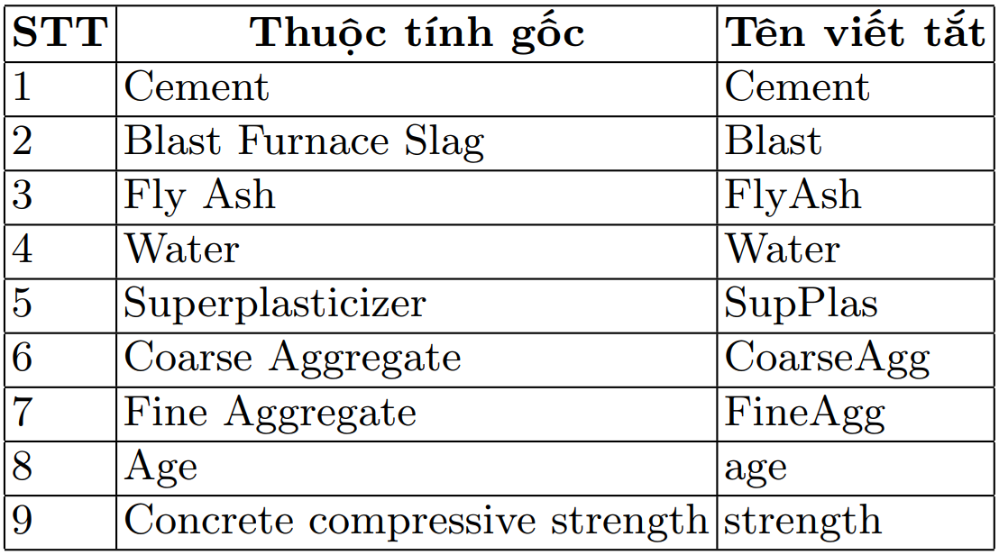 STT Thuộc tính gốc Tên viết tắt
1 Cement Cement
2 Blast Furnace Slag Blast
3 Fly Ash FlyAsh
4 Water Water
5 Superplasticizer SupPlas
6 Coarse Aggregate CoarseAgg
7 Fine Aggregate FineAgg
8 Age age
9 Concrete compressive strength strength